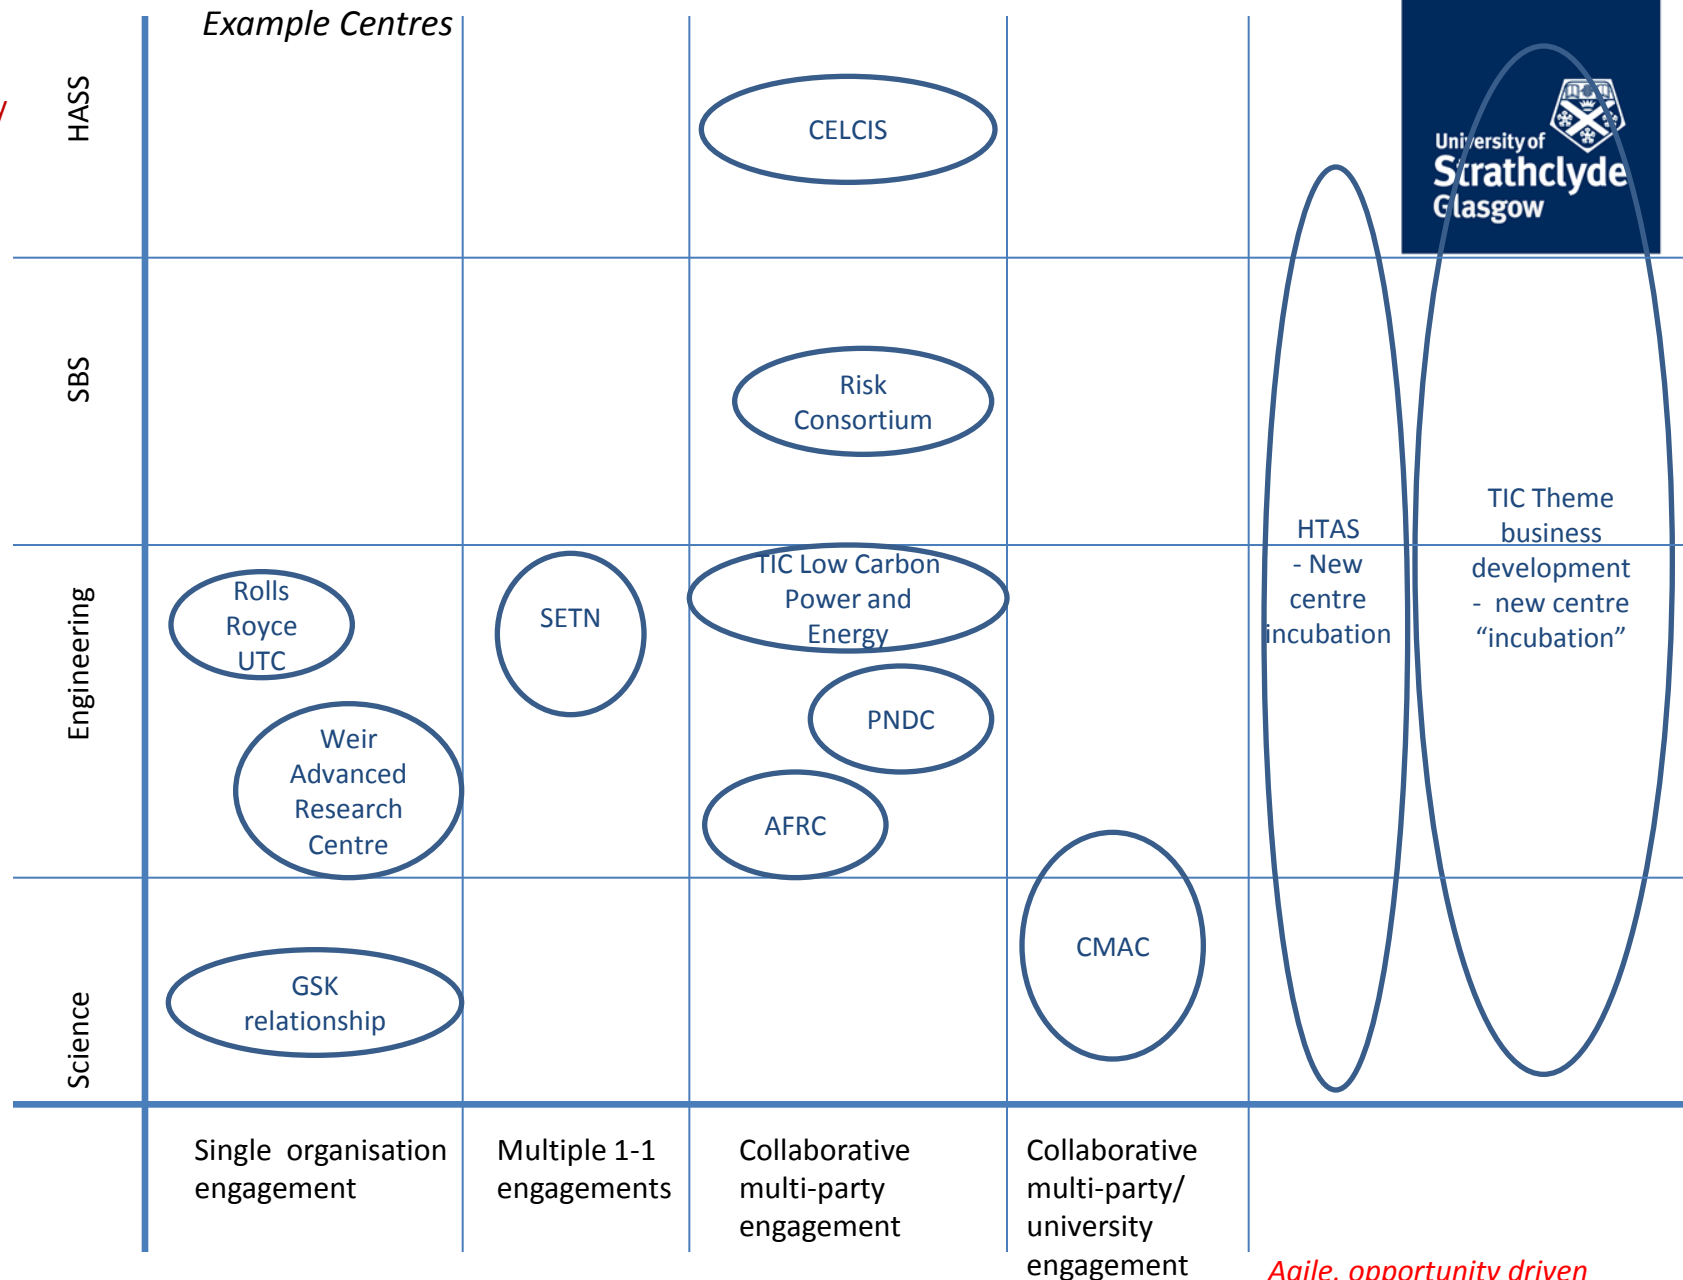 Example Centres
University of
Strathclyde
Glasgow
HASS
CELCIS
SBS
Risk
Consortium
Engineering
Rolls
Royce
UTC
SETN
TIC Low Carbon
Power and
Energy
PNDC
Weir
Advanced
Research
Centre
AFRC
HTAS
- New
centre
incubation
TIC Theme
business
development
- new centre
“incubation”
Science
GSK
relationship
CMAC
Single organisation
engagement
Multiple 1-1
engagements
Collaborative
multi-party
engagement
Collaborative
multi-party/
university
engagement
Agile, opportunity driven